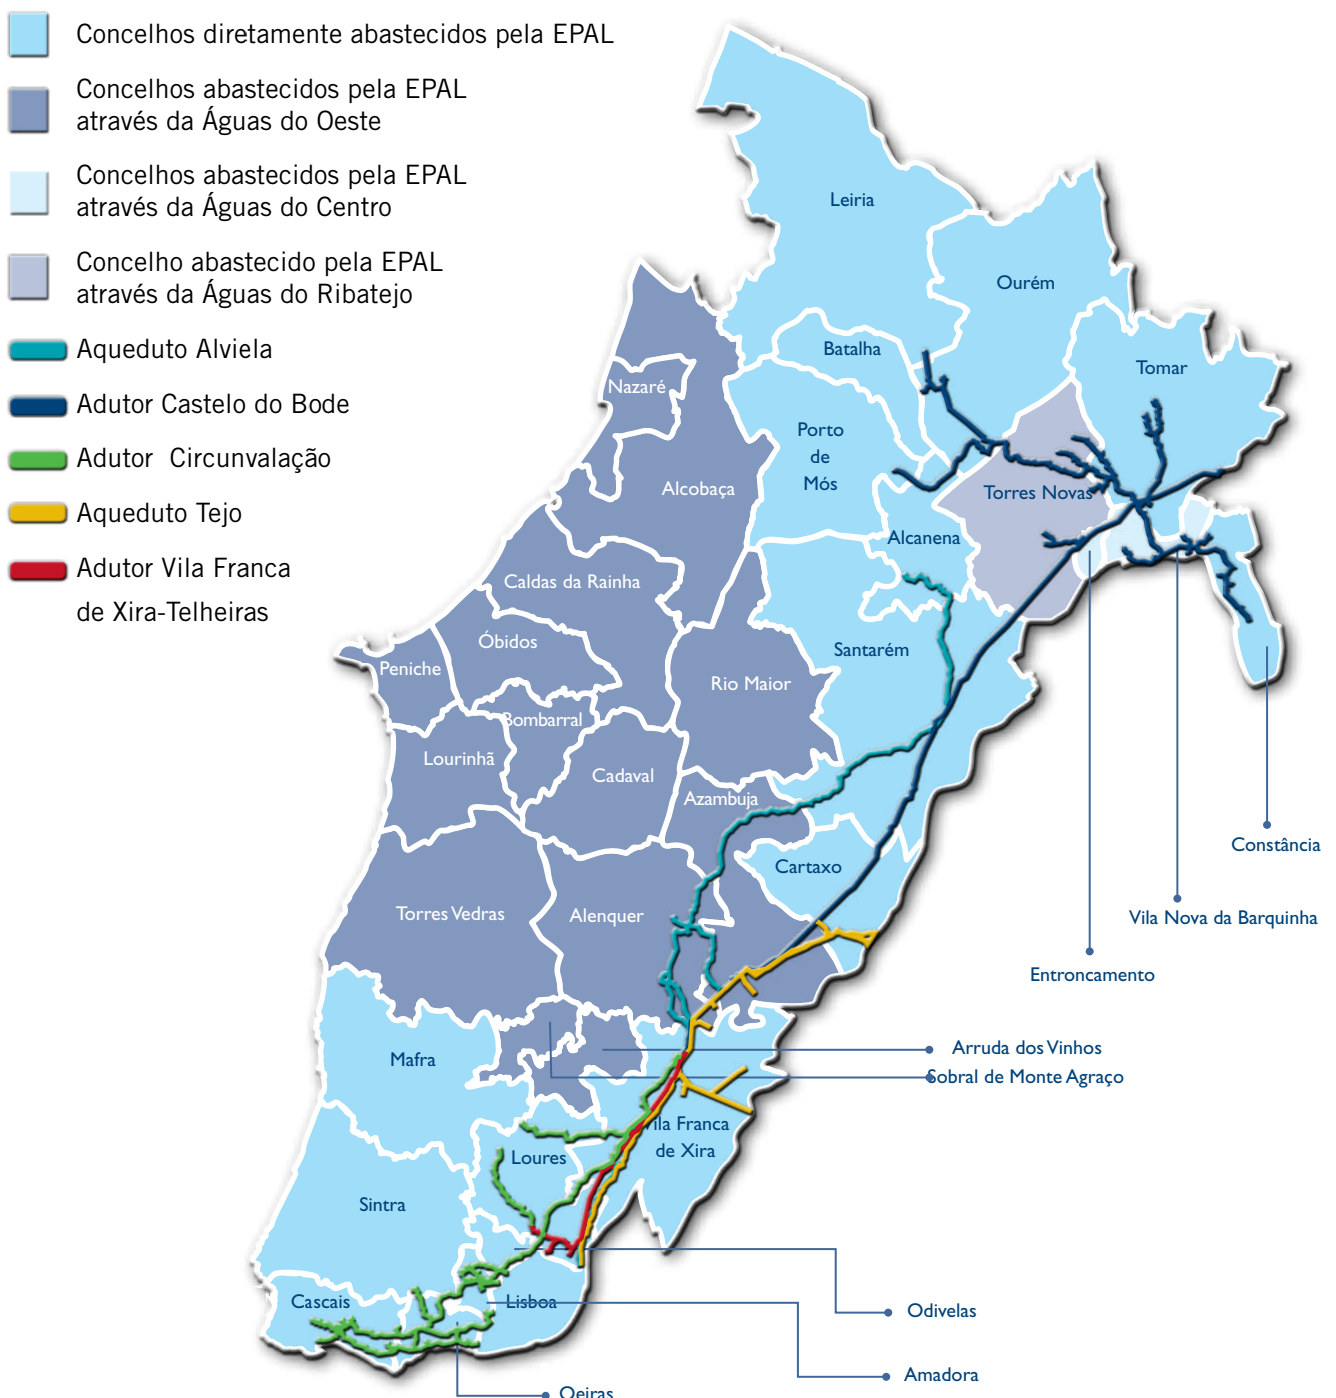 Concelhos diretamente abastecidos pela EPAL
Concelhos abastecidos pela EPAL
através da Águas do Oeste
Concelhos abastecidos pela EPAL
através da Águas do Centro
Concelho abastecido pela EPAL
através da Águas do Ribatejo
Aqueduto Alviela
Adutor Castelo do Bode
Adutor Circunvalação
Aqueduto Tejo
Adutor Vila Franca
de Xira-Telheiras
Leiria
Ourém
Batalha
Tomar
Nazaré
Porto
de
Mós
Alcobaça
Torres Novas
Alcanena
Caldas da Rainha
Óbidos
Santarém
Peniche
Rio Maior
Bombarral
Lourinhã
Cadaval
Azambuja
Constância
Cartaxo
Torres Vedras
Alenquer
Vila Nova da Barquinha
Entroncamento
Arruda dos Vinhos
Mafra
Sobral de Monte Agraço
Vila Franca
de Xira
Loures
Sintra
Cascais
Lisboa
Odivelas
Amadora
Oeiras